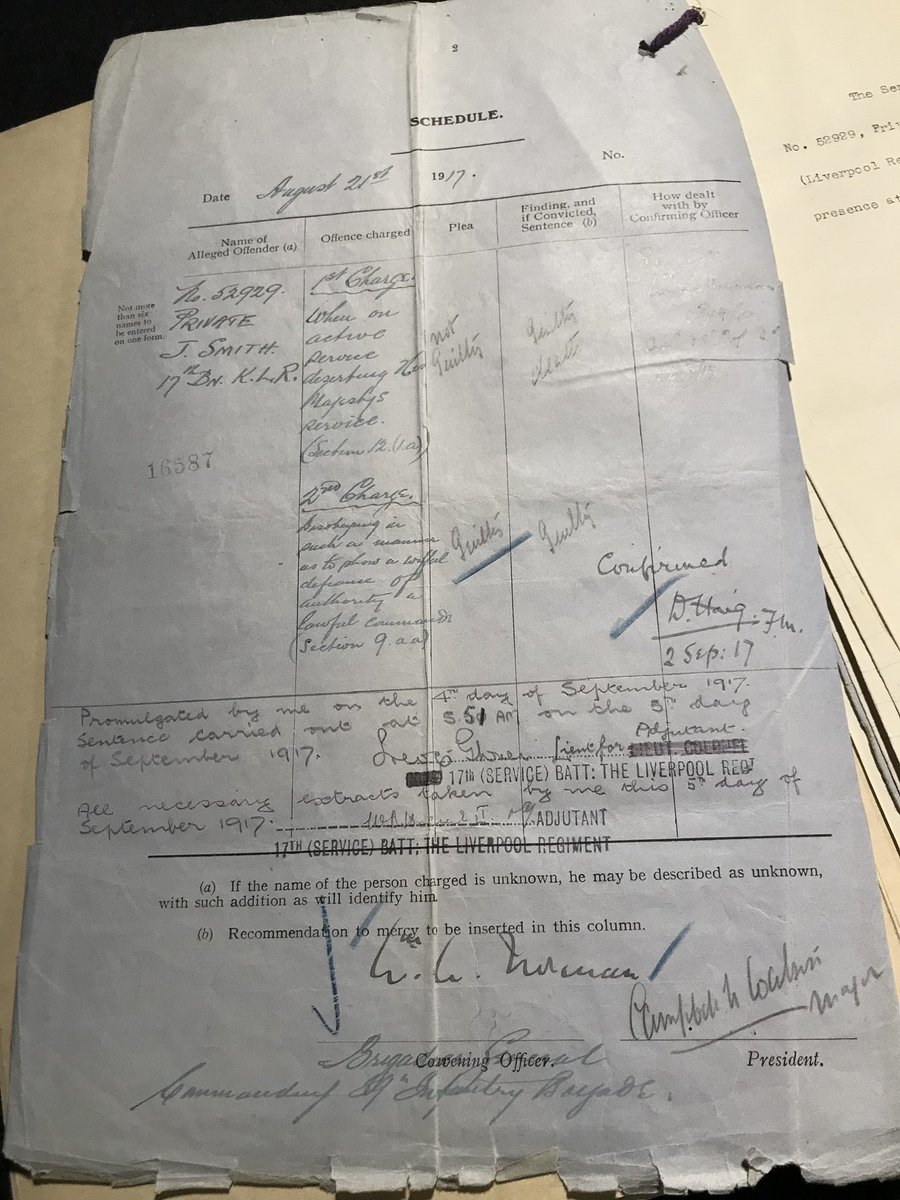 2
SCHEDULE.
No.
Date August 21st 1917.
Name of
Alleged Offender (a)
Offence charged
Plea
Finding, and
if Convicted,
Sentence (b)
How dealt
with by
Confirming Officer
Not more
than six
names to
be entered
on one form.
No. 52929.
PRIVATE
J. SMITH.
17th Bn. K.L.R.
16587
1st Charge.
When on
active
service
deserting His
Majestys
service.
(Section 12.(1.a)
not
Guilty
Guilty
death
2nd Charge.
Disobeying in
such a manner
as to show a wilful
defiance of
authority a
lawful command
(Section 9.
Guilty
Guilty
Confirmed
D. Haig. F.M.
2 Sep: 17
Promulgated by me on the 4th day of September 1917.
Sentence carried out at 5.51 AM on the 5th day
of September 1917. Lieut for Adjutant LIEUT COLONEL
17TH (SERVICE) BATT: THE LIVERPOOL REGT
All necessary extracts taken by me this 5th day of
September 1917. ADJUTANT
17TH (SERVICE) BATT: THE LIVERPOOL REGIMENT
(a) If the name of the person charged is unknown, he may be described as unknown,
with such addition as will identify him.
(b) Recommendation to mercy to be inserted in this column.
Major
Brigadier General
Convening Officer.
President.
Commanding Infantry Brigade.
The Sen
No. 52929, Priv
(Liverpool Re
presence at